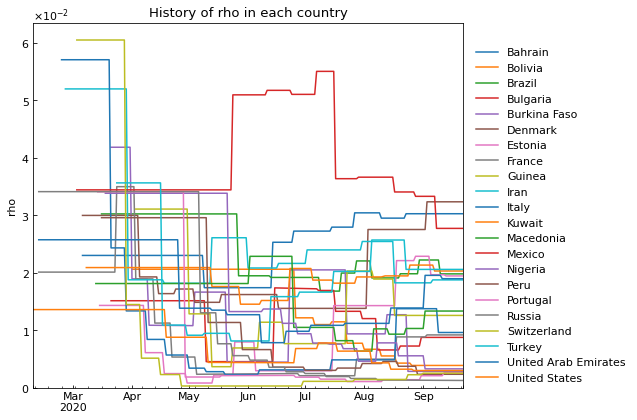 ×10⁻²
History of rho in each country
6
5
4
3
2
1
0
rho
Mar
2020
Apr
May
Jun
Jul
Aug
Sep
Bahrain
Bolivia
Brazil
Bulgaria
Burkina Faso
Denmark
Estonia
France
Guinea
Iran
Italy
Kuwait
Macedonia
Mexico
Nigeria
Peru
Portugal
Russia
Switzerland
Turkey
United Arab Emirates
United States